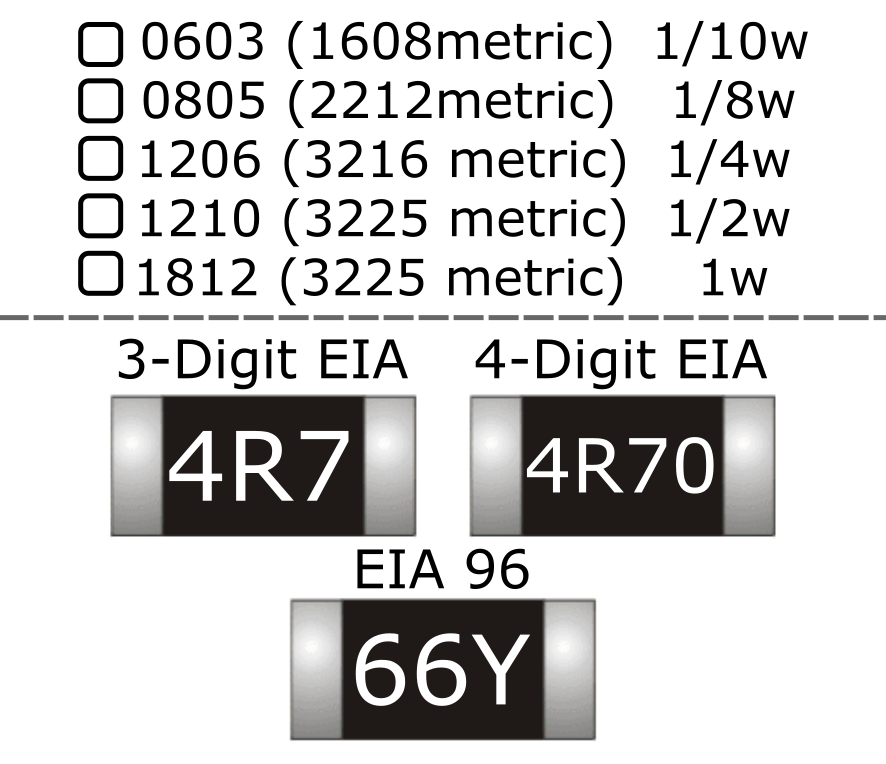 0603 (1608metric) 1/10w
0805 (2212metric) 1/8w
1206 (3216 metric) 1/4w
1210 (3225 metric) 1/2w
1812 (3225 metric) 1w
3-Digit EIA 4-Digit EIA
4R7 4R70
EIA 96
66Y